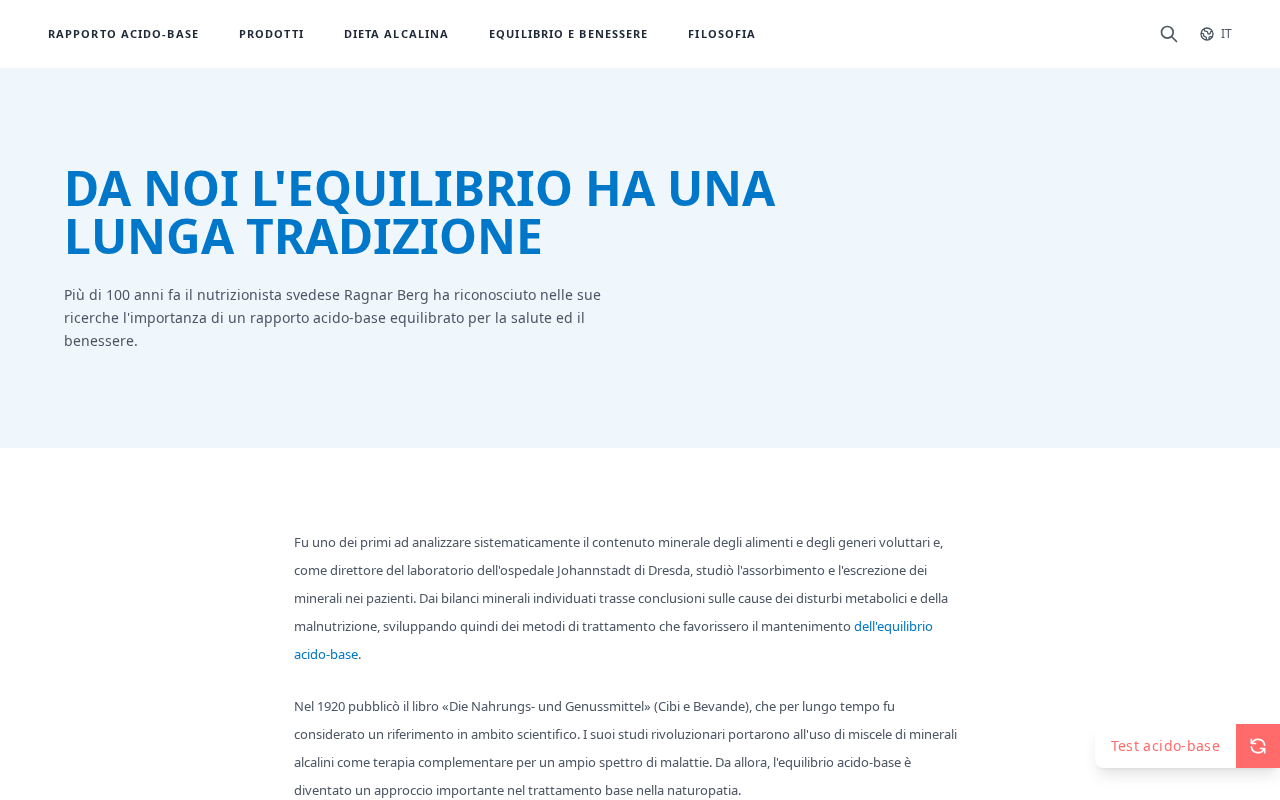 RAPPORTO ACIDO-BASE PRODOTTI DIETA ALCALINA EQUILIBRIO E BENESSERE FILOSOFIA IT
DA NOI L'EQUILIBRIO HA UNA
LUNGA TRADIZIONE
Più di 100 anni fa il nutrizionista svedese Ragnar Berg ha riconosciuto nelle sue
ricerche l'importanza di un rapporto acido-base equilibrato per la salute ed il
benessere.
Fu uno dei primi ad analizzare sistematicamente il contenuto minerale degli alimenti e degli generi voluttari e,
come direttore del laboratorio dell'ospedale Johannstadt di Dresda, studiò l'assorbimento e l'escrezione dei
minerali nei pazienti. Dai bilanci minerali individuati trasse conclusioni sulle cause dei disturbi metabolici e della
malnutrizione, sviluppando quindi dei metodi di trattamento che favorissero il mantenimento dell'equilibrio
acido-base.
Nel 1920 pubblicò il libro «Die Nahrungs- und Genussmittel» (Cibi e Bevande), che per lungo tempo fu
considerato un riferimento in ambito scientifico. I suoi studi rivoluzionari portarono all'uso di miscele di minerali
alcalini come terapia complementare per un ampio spettro di malattie. Da allora, l'equilibrio acido-base è
diventato un approccio importante nel trattamento base nella naturopatia.
Test acido-base